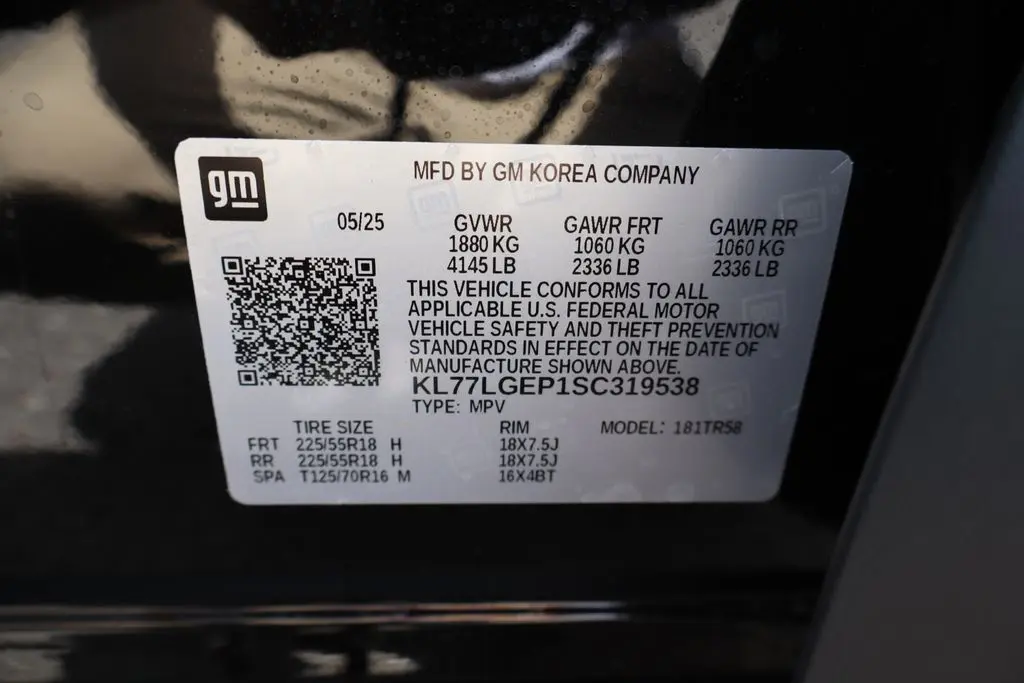 gm
MFD BY GM KOREA COMPANY
05/25 GVWR GAWR FRT GAWR RR
1880 KG 1060 KG 1060 KG
4145 LB 2336 LB 2336 LB
THIS VEHICLE CONFORMS TO ALL
APPLICABLE U.S. FEDERAL MOTOR
VEHICLE SAFETY AND THEFT PREVENTION
STANDARDS IN EFFECT ON THE DATE OF
MANUFACTURE SHOWN ABOVE.
KL77LGEP1SC319538
TYPE: MPV
TIRE SIZE RIM MODEL: 181TR58
FRT 225/55R18 H 18X7.5J
RR 225/55R18 H 18X7.5J
SPA T125/70R16 M 16X4BT